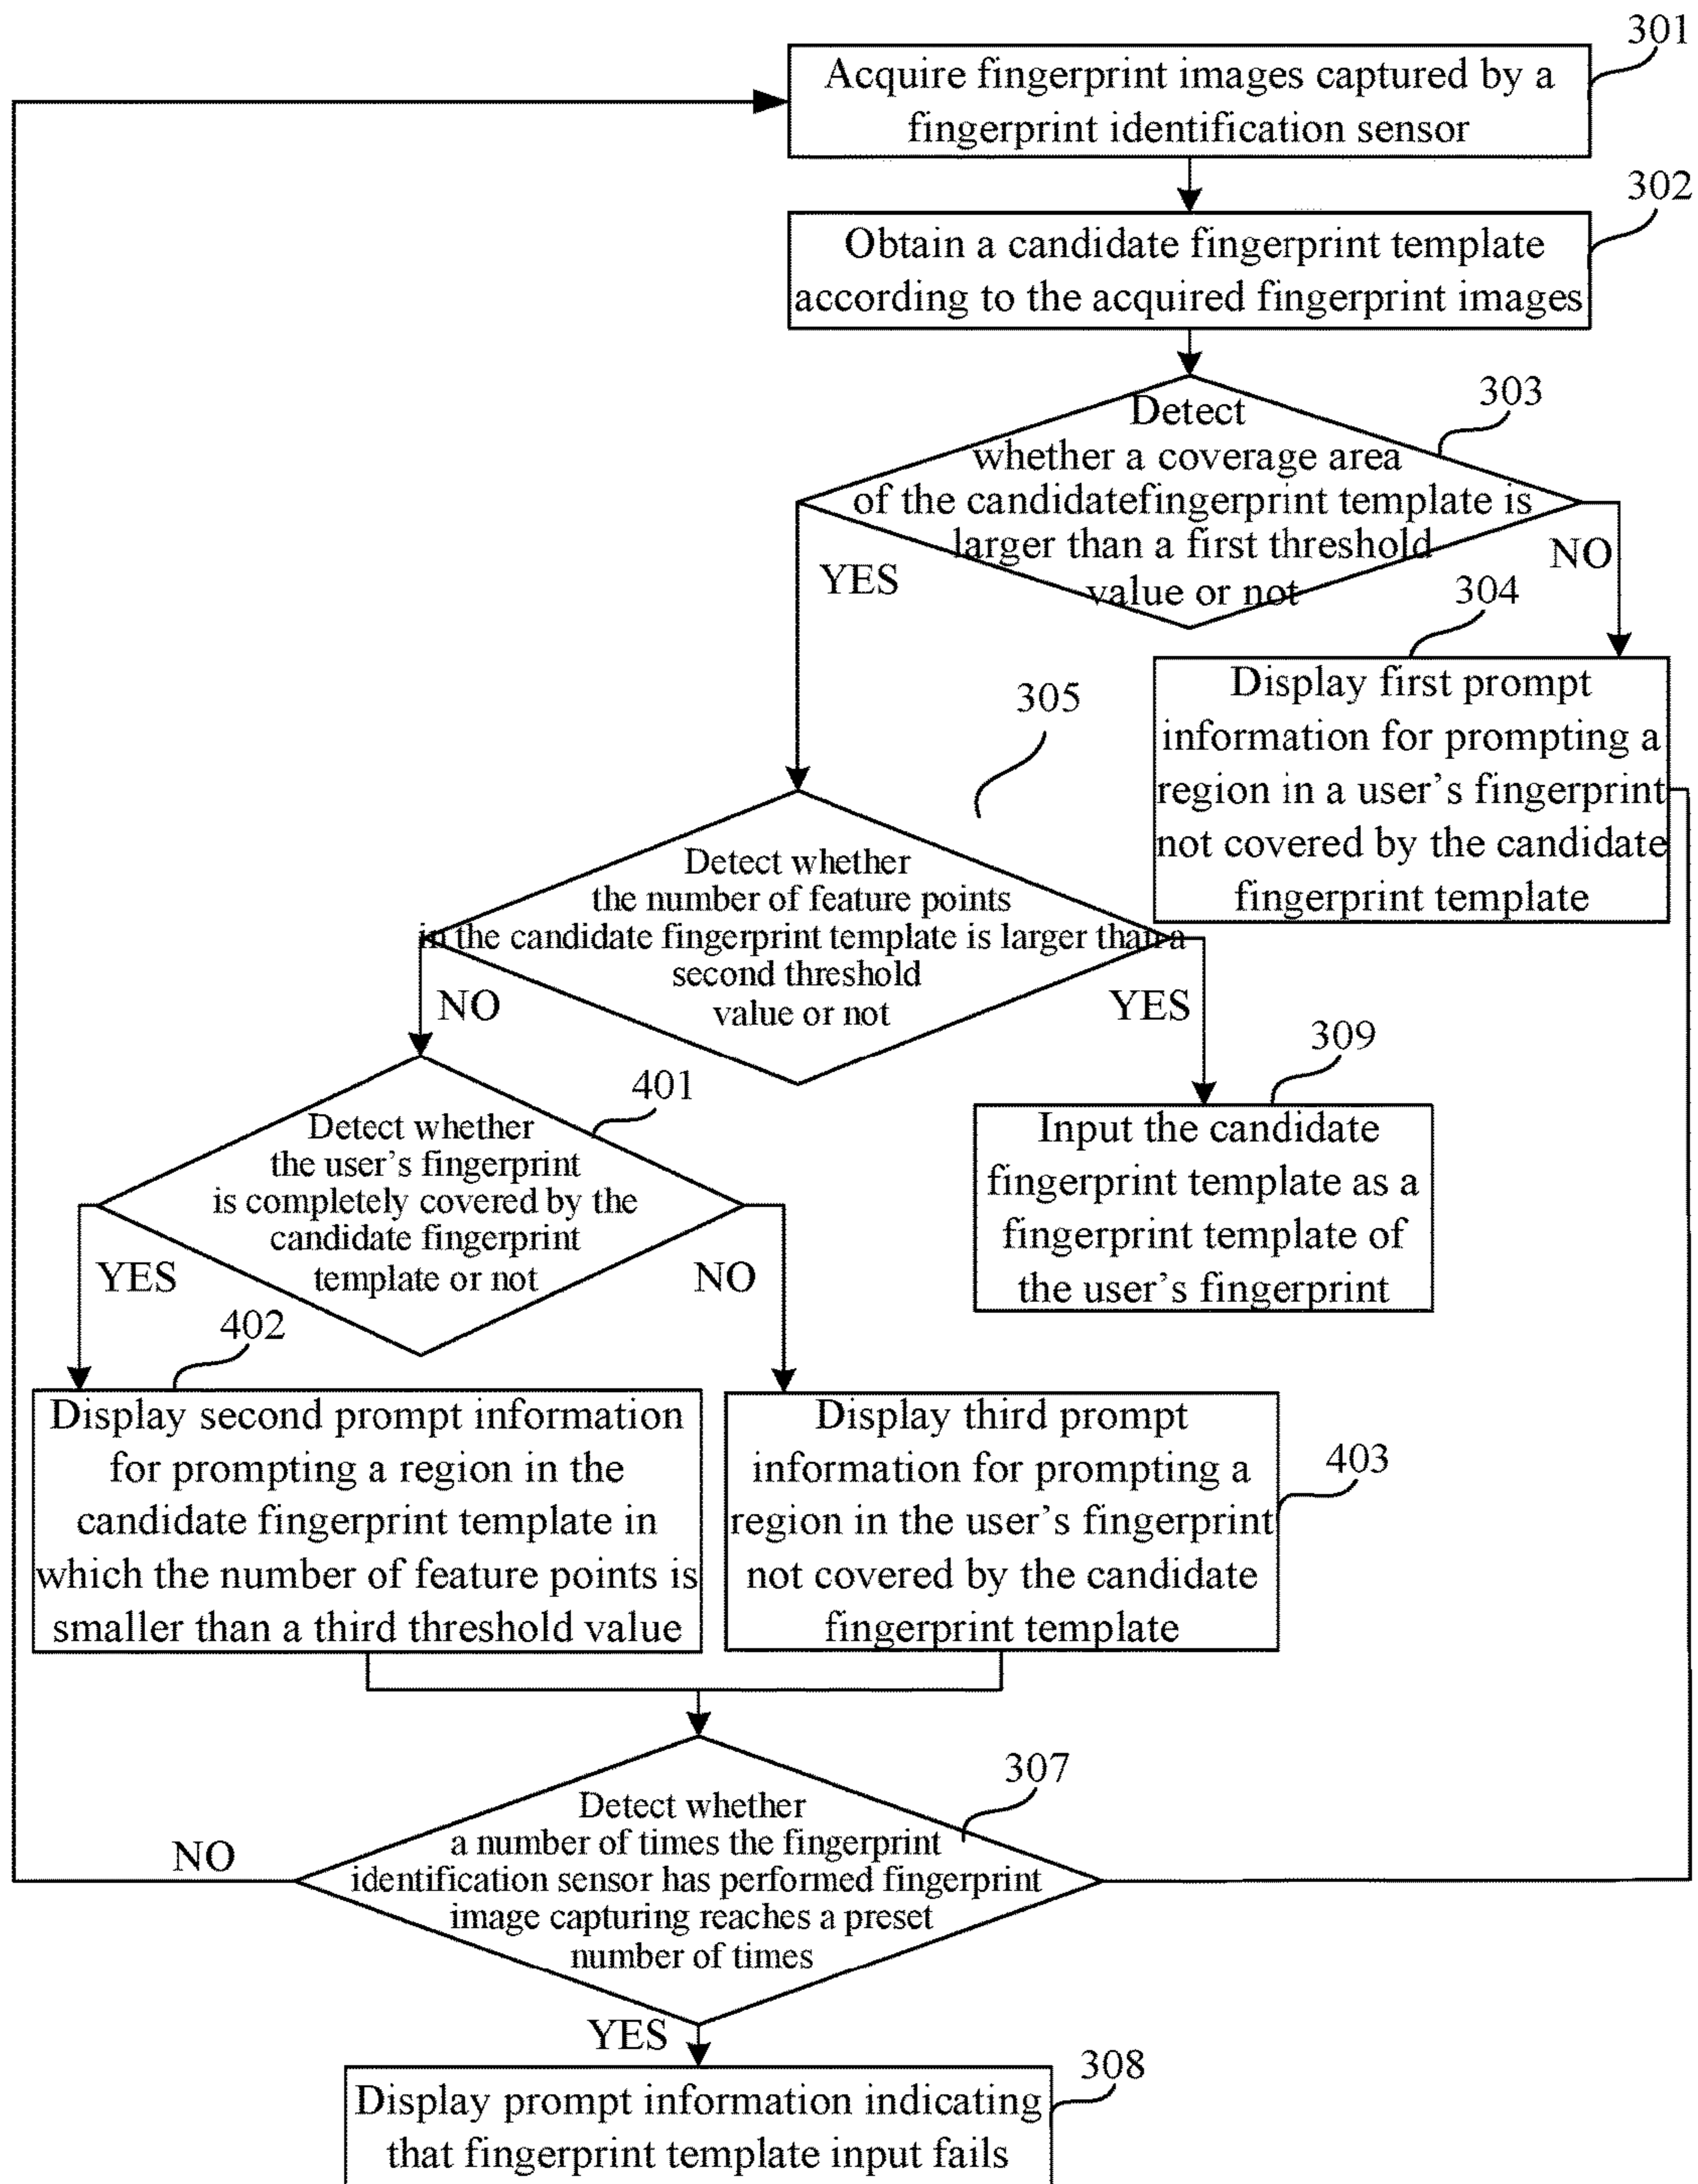 301
Acquire fingerprint images captured by a
fingerprint identification sensor
302
Obtain a candidate fingerprint template
according to the acquired fingerprint images
303
Detect
whether a coverage area
of the candidatefingerprint template is
larger than a first threshold
value or not
YES
NO
304
Display first prompt
information for prompting a
region in a user's fingerprint
not covered by the candidate
fingerprint template
305
Detect whether
the number of feature points
in the candidate fingerprint template is larger than a
second threshold
value or not
NO
YES
309
Input the candidate
fingerprint template as a
fingerprint template of
the user's fingerprint
401
Detect whether
the user's fingerprint
is completely covered by the
candidate fingerprint
template or not
YES
NO
402
Display second prompt information
for prompting a region in the
candidate fingerprint template in
which the number of feature points is
smaller than a third threshold value
Display third prompt
information for prompting a
region in the user's fingerprint
not covered by the candidate
fingerprint template
403
307
Detect whether
a number of times the fingerprint
identification sensor has performed fingerprint
image capturing reaches a preset
number of times
NO
YES
308
Display prompt information indicating
that fingerprint template input fails